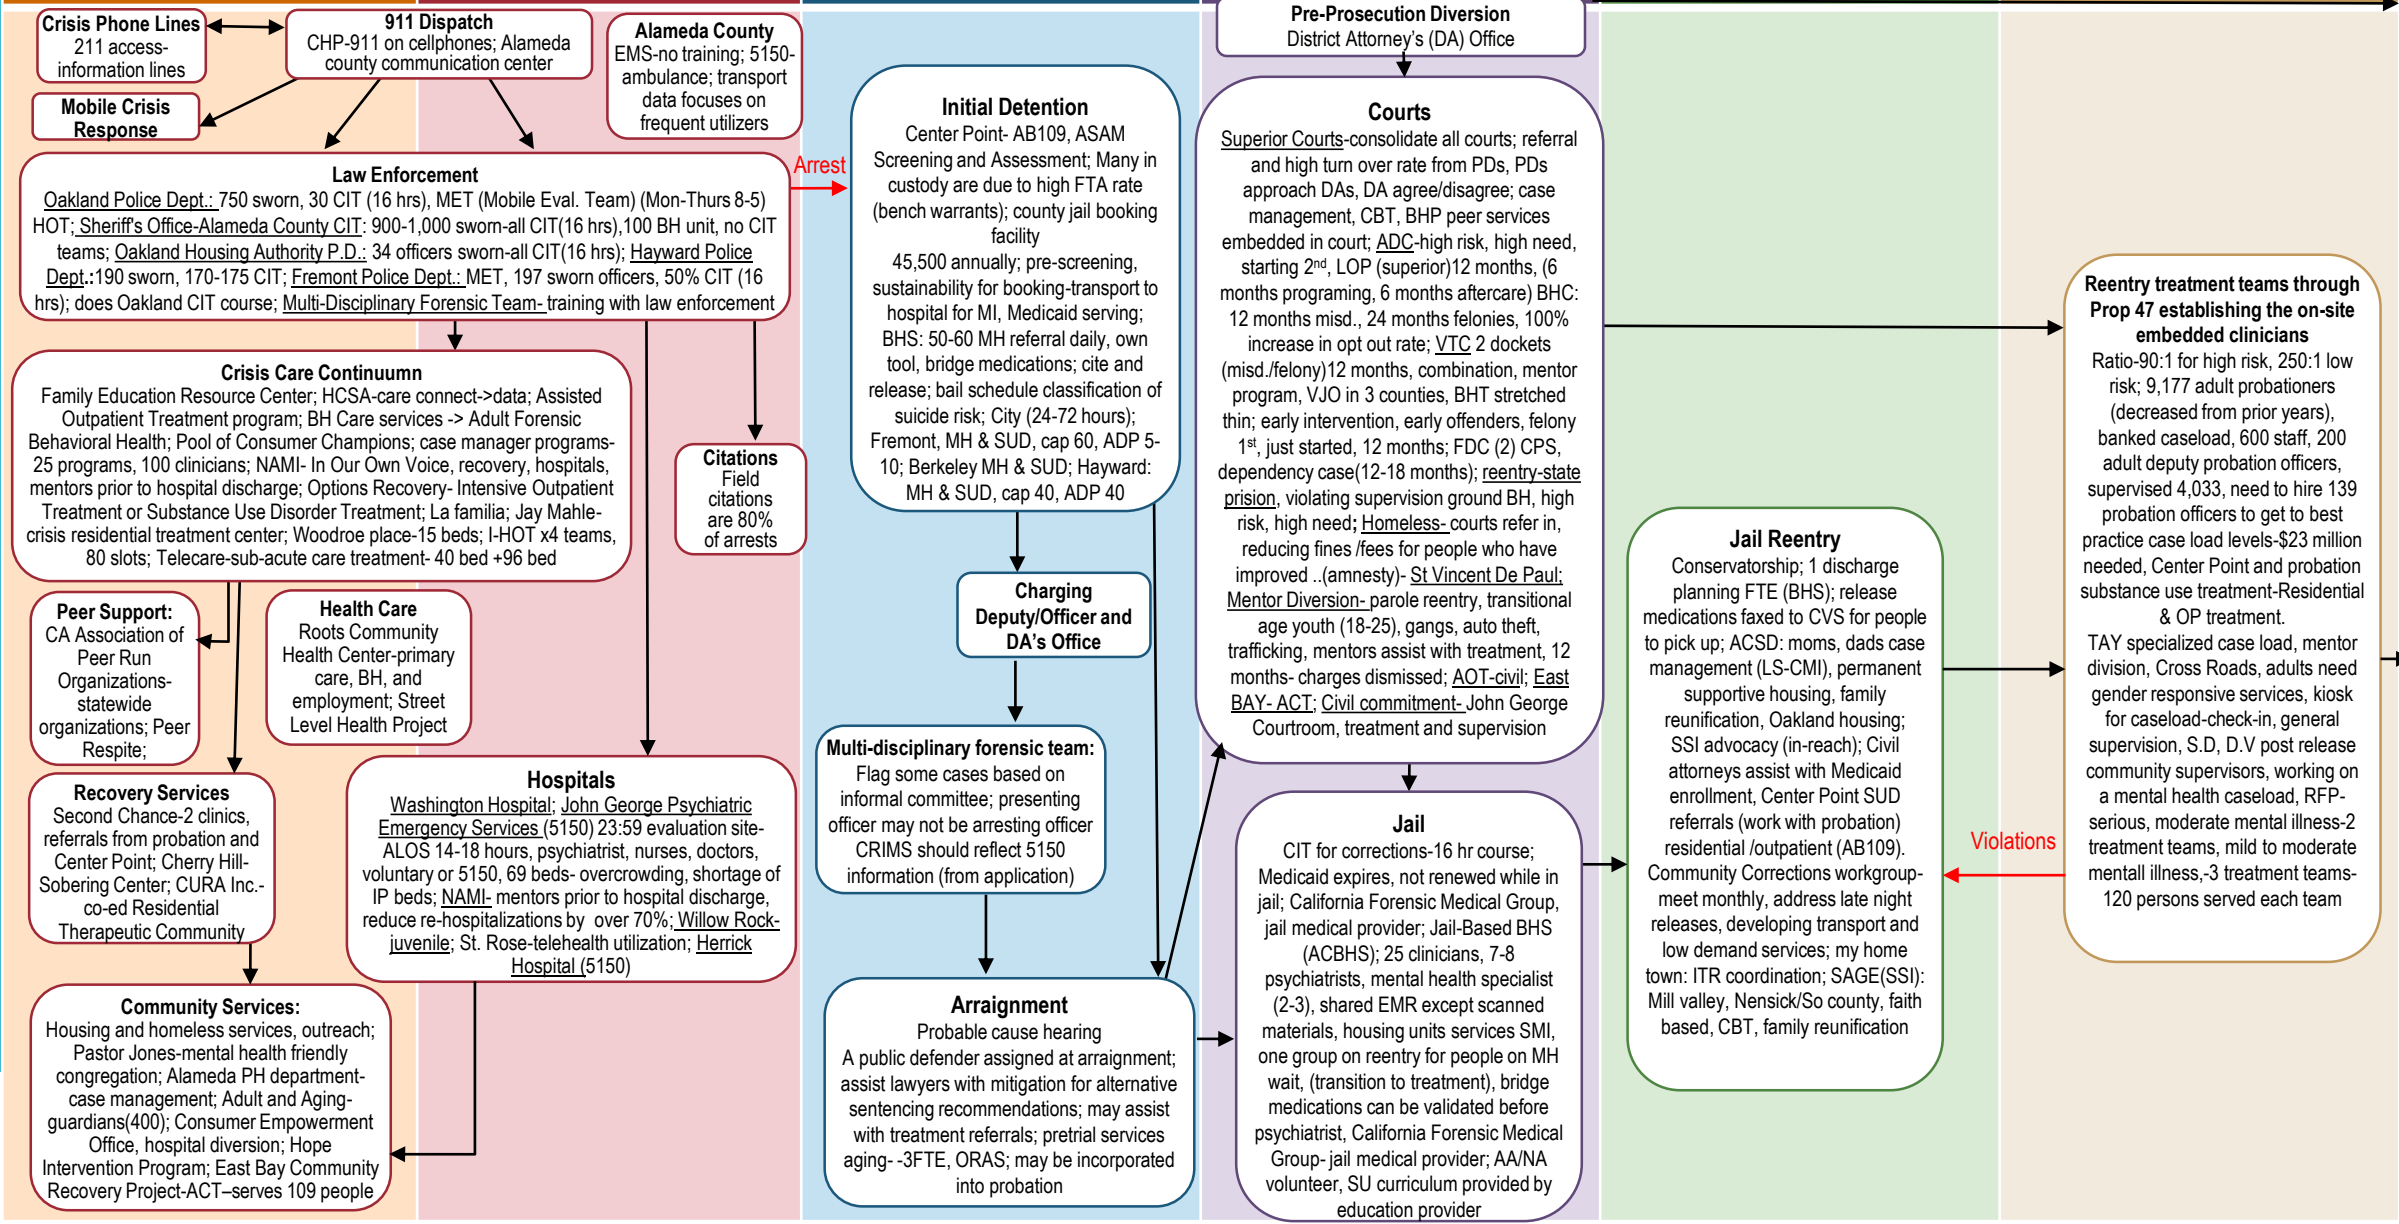 Crisis Phone Lines
211 access-
information lines
911 Dispatch
CHP-911 on cellphones; Alameda
county communication center
Mobile Crisis
Response
Alameda County
EMS-no training; 5150-
ambulance; transport
data focuses on
frequent utilizers
Law Enforcement
Oakland Police Dept.: 750 sworn, 30 CIT (16 hrs), MET (Mobile Eval. Team) (Mon-Thurs 8-5)
HOT; Sheriff's Office-Alameda County CIT: 900-1,000 sworn-all CIT(16 hrs),100 BH unit, no CIT
teams; Oakland Housing Authority P.D.: 34 officers sworn-all CIT(16 hrs); Hayward Police
Dept.:190 sworn, 170-175 CIT; Fremont Police Dept.: MET, 197 sworn officers, 50% CIT (16
hrs); does Oakland CIT course; Multi-Disciplinary Forensic Team- training with law enforcement
Arrest
Crisis Care Continuumn
Family Education Resource Center; HCSA-care connect->data; Assisted
Outpatient Treatment program; BH Care services -> Adult Forensic
Behavioral Health; Pool of Consumer Champions; case manager programs-
25 programs, 100 clinicians; NAMI- In Our Own Voice, recovery, hospitals,
mentors prior to hospital discharge; Options Recovery- Intensive Outpatient
Treatment or Substance Use Disorder Treatment; La familia; Jay Mahle-
crisis residential treatment center; Woodroe place-15 beds; I-HOT x4 teams,
80 slots; Telecare-sub-acute care treatment- 40 bed +96 bed
Citations
Field
citations
are 80%
of arrests
Peer Support:
CA Association of
Peer Run
Organizations-
statewide
organizations; Peer
Respite;
Health Care
Roots Community
Health Center-primary
care, BH, and
employment; Street
Level Health Project
Recovery Services
Second Chance-2 clinics,
referrals from probation and
Center Point; Cherry Hill-
Sobering Center; CURA Inc.-
co-ed Residential
Therapeutic Community
Hospitals
Washington Hospital; John George Psychiatric
Emergency Services (5150) 23:59 evaluation site-
ALOS 14-18 hours, psychiatrist, nurses, doctors,
voluntary or 5150, 69 beds- overcrowding, shortage of
IP beds; NAMI- mentors prior to hospital discharge,
reduce re-hospitalizations by over 70%; Willow Rock-
juvenile; St. Rose-telehealth utilization; Herrick
Hospital (5150)
Community Services:
Housing and homeless services, outreach;
Pastor Jones-mental health friendly
congregation; Alameda PH department-
case management; Adult and Aging-
guardians(400); Consumer Empowerment
Office, hospital diversion; Hope
Intervention Program; East Bay Community
Recovery Project-ACT–serves 109 people
Initial Detention
Center Point- AB109, ASAM
Screening and Assessment; Many in
custody are due to high FTA rate
(bench warrants); county jail booking
facility
45,500 annually; pre-screening,
sustainability for booking-transport to
hospital for MI, Medicaid serving;
BHS: 50-60 MH referral daily, own
tool, bridge medications; cite and
release; bail schedule classification of
suicide risk; City (24-72 hours);
Fremont, MH & SUD, cap 60, ADP 5-
10; Berkeley MH & SUD; Hayward:
MH & SUD, cap 40, ADP 40
Charging
Deputy/Officer and
DA's Office
Multi-disciplinary forensic team:
Flag some cases based on
informal committee; presenting
officer may not be arresting officer
CRIMS should reflect 5150
information (from application)
Arraignment
Probable cause hearing
A public defender assigned at arraignment;
assist lawyers with mitigation for alternative
sentencing recommendations; may assist
with treatment referrals; pretrial services
aging- -3FTE, ORAS; may be incorporated
into probation
Pre-Prosecution Diversion
District Attorney's (DA) Office
Courts
Superior Courts-consolidate all courts; referral
and high turn over rate from PDs, PDs
approach DAs, DA agree/disagree; case
management, CBT, BHP peer services
embedded in court; ADC-high risk, high need,
starting 2nd, LOP (superior)12 months, (6
months programing, 6 months aftercare) BHC:
12 months misd., 24 months felonies, 100%
increase in opt out rate; VTC 2 dockets
(misd./felony)12 months, combination, mentor
program, VJO in 3 counties, BHT stretched
thin; early intervention, early offenders, felony
1st, just started, 12 months; FDC (2) CPS,
dependency case(12-18 months); reentry-state
prision, violating supervision ground BH, high
risk, high need; Homeless- courts refer in,
reducing fines /fees for people who have
improved ..(amnesty)- St Vincent De Paul;
Mentor Diversion- parole reentry, transitional
age youth (18-25), gangs, auto theft,
trafficking, mentors assist with treatment, 12
months- charges dismissed; AOT-civil; East
BAY- ACT; Civil commitment- John George
Courtroom, treatment and supervision
Jail
CIT for corrections-16 hr course;
Medicaid expires, not renewed while in
jail; California Forensic Medical Group,
jail medical provider; Jail-Based BHS
(ACBHS); 25 clinicians, 7-8
psychiatrists, mental health specialist
(2-3), shared EMR except scanned
materials, housing units services SMI,
one group on reentry for people on MH
wait, (transition to treatment), bridge
medications can be validated before
psychiatrist, California Forensic Medical
Group- jail medical provider; AA/NA
volunteer, SU curriculum provided by
education provider
Jail Reentry
Conservatorship; 1 discharge
planning FTE (BHS); release
medications faxed to CVS for people
to pick up; ACSD: moms, dads case
management (LS-CMI), permanent
supportive housing, family
reunification, Oakland housing;
SSI advocacy (in-reach); Civil
attorneys assist with Medicaid
enrollment, Center Point SUD
referrals (work with probation)
residential /outpatient (AB109).
Community Corrections workgroup-
meet monthly, address late night
releases, developing transport and
low demand services; my home
town: ITR coordination; SAGE(SSI):
Mill valley, Nensick/So county, faith
based, CBT, family reunification
Violations
Reentry treatment teams through
Prop 47 establishing the on-site
embedded clinicians
Ratio-90:1 for high risk, 250:1 low
risk; 9,177 adult probationers
(decreased from prior years),
banked caseload, 600 staff, 200
adult deputy probation officers,
supervised 4,033, need to hire 139
probation officers to get to best
practice case load levels-$23 million
needed, Center Point and probation
substance use treatment-Residential
& OP treatment.
TAY specialized case load, mentor
division, Cross Roads, adults need
gender responsive services, kiosk
for caseload-check-in, general
supervision, S.D, D.V post release
community supervisors, working on
a mental health caseload, RFP-
serious, moderate mental illness-2
treatment teams, mild to moderate
mentall illness,-3 treatment teams-
120 persons served each team